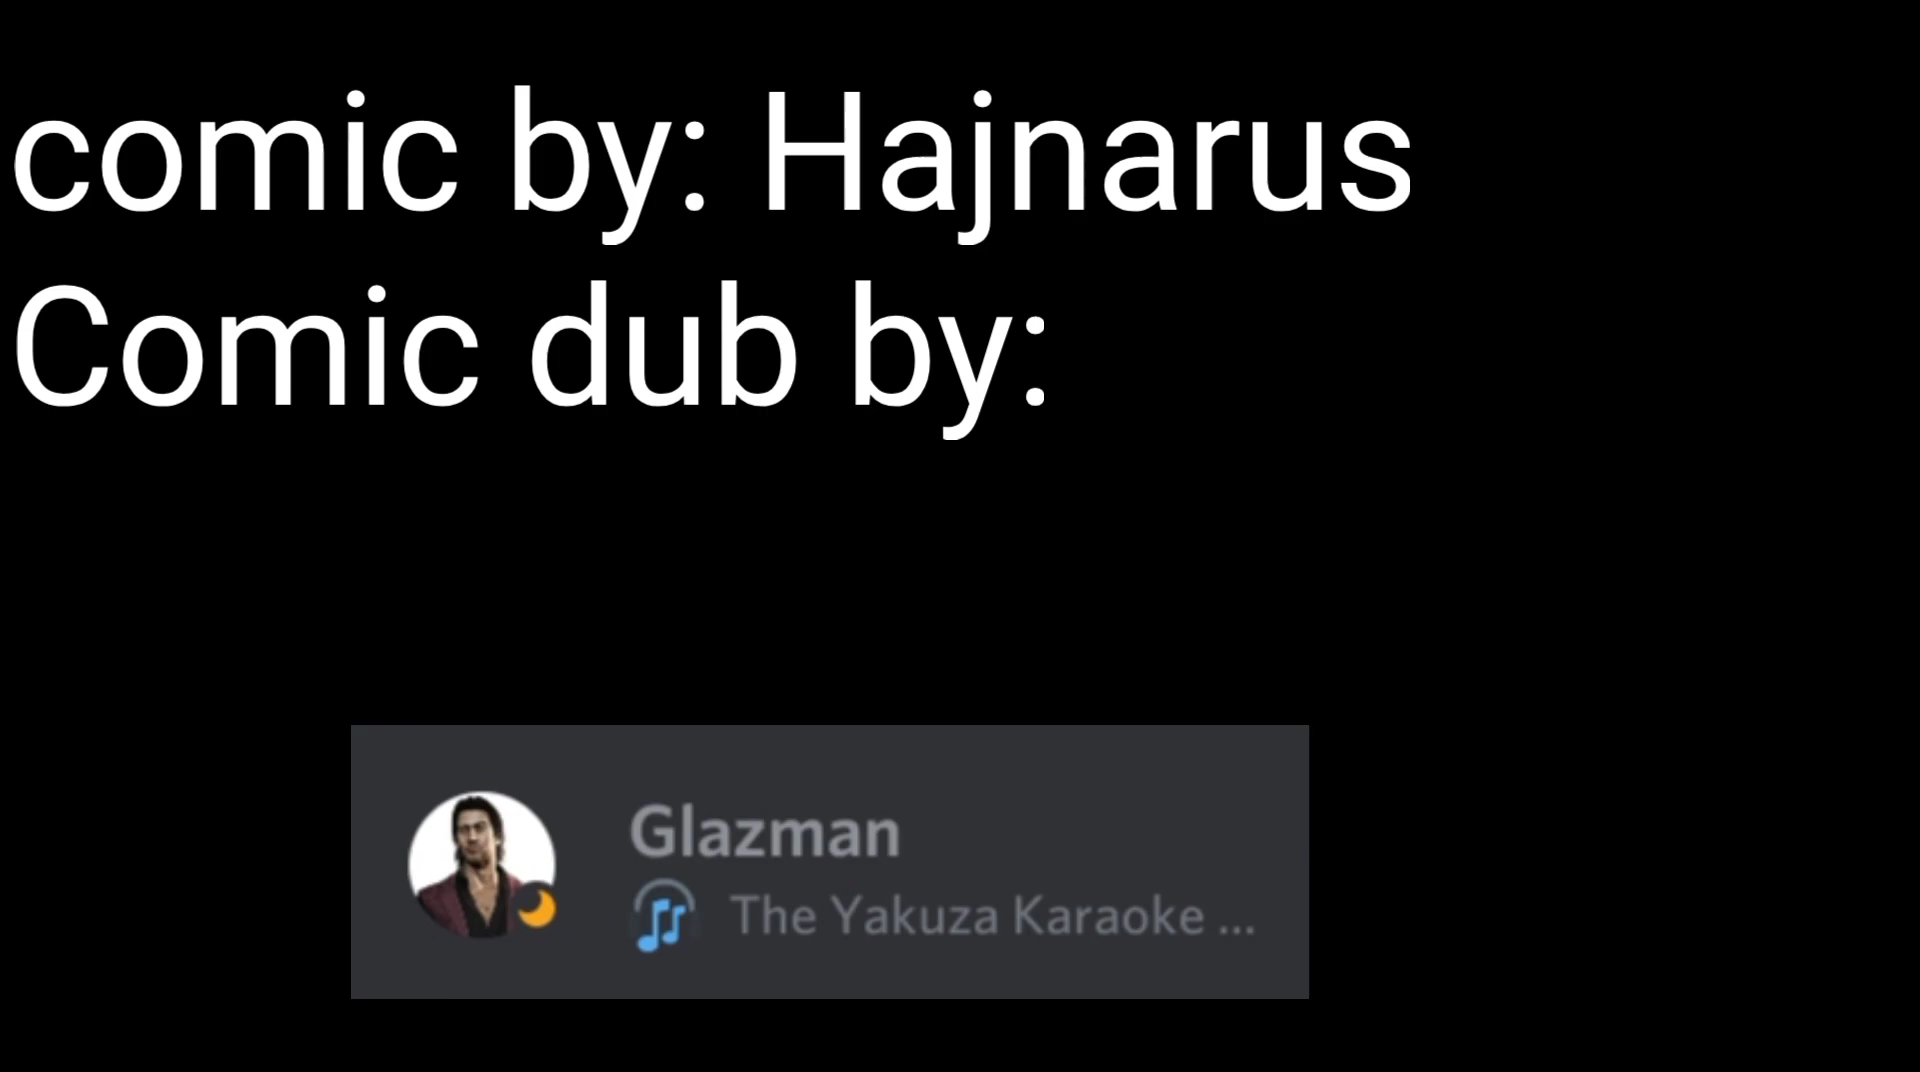 comic by: Hajnarus
Comic dub by:
Glazman
The Yakuza Karaoke ...